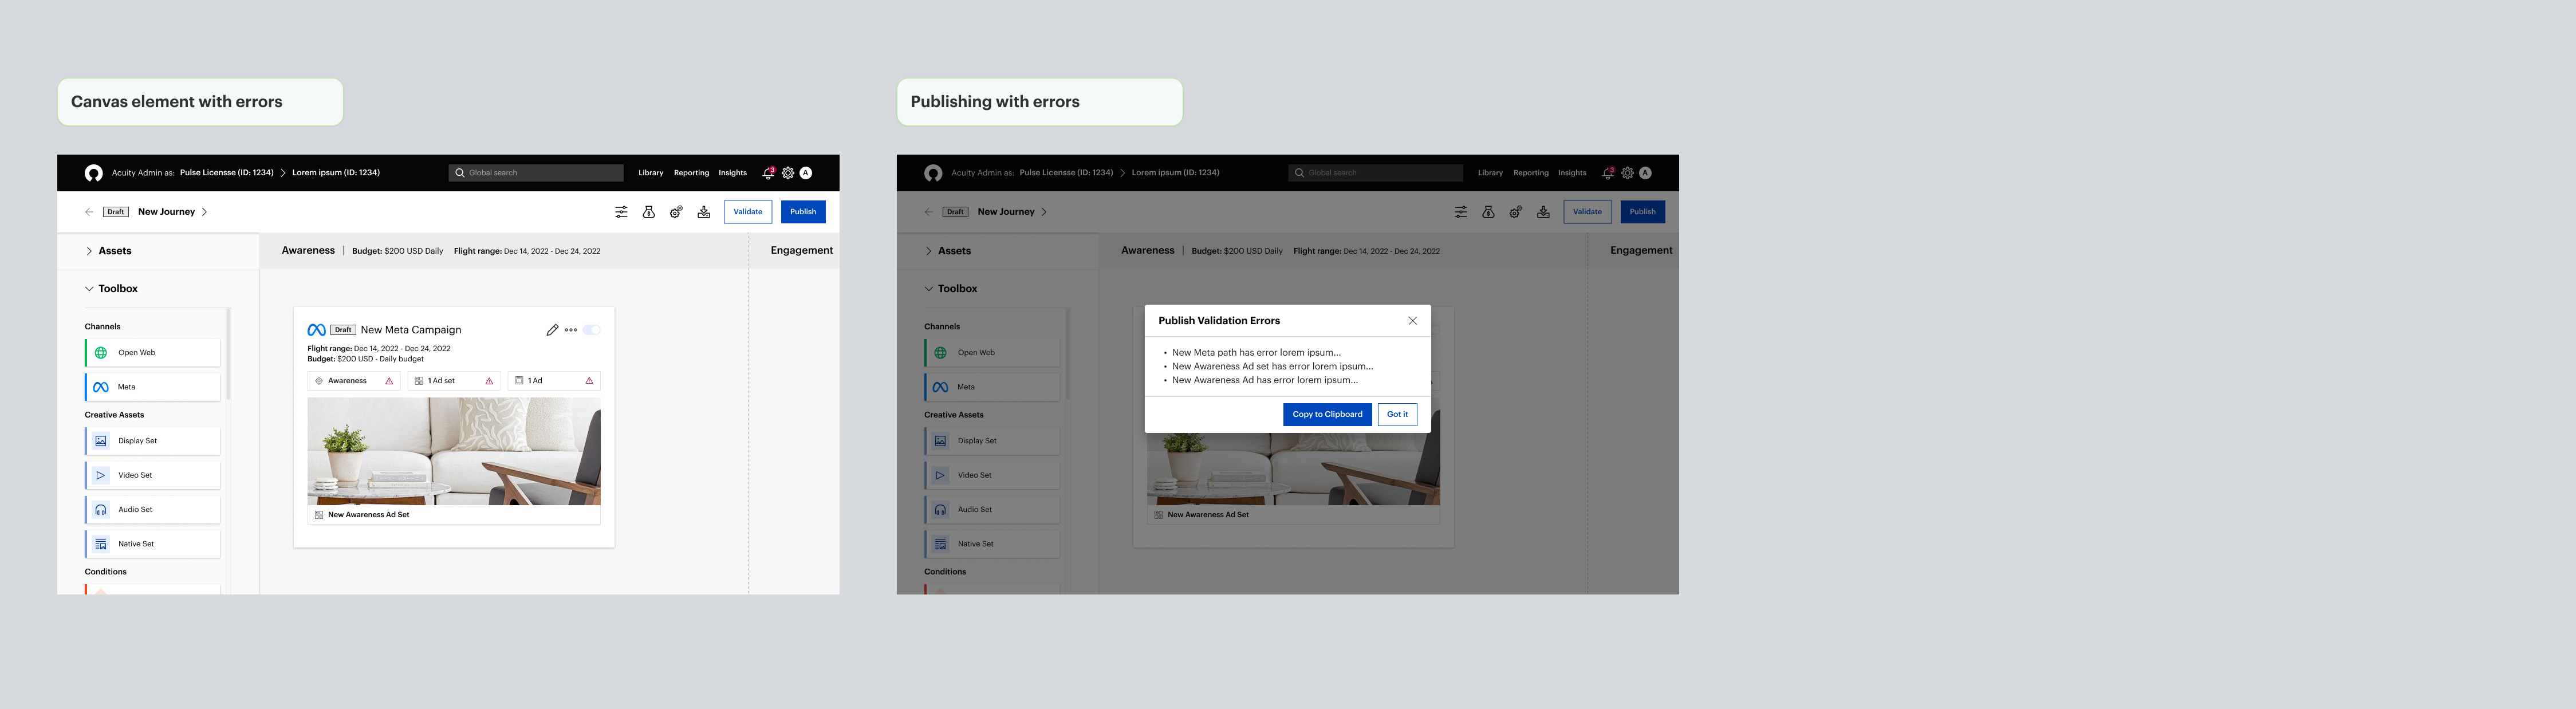 Canvas element with errors
Acuity Admin as: Pulse Licensse (ID: 1234) Lorem ipsum (ID: 1234)
Global search
Library Reporting Insights 3 A
Draft New Journey
Validate Publish
Assets
Awareness | Budget: $200 USD Daily Flight range: Dec 14, 2022 - Dec 24, 2022
Engagement
Toolbox
Channels
Open Web
Meta
Creative Assets
Display Set
Video Set
Audio Set
Native Set
Conditions
Draft New Meta Campaign
Flight range: Dec 14, 2022 - Dec 24, 2022
Budget: $200 USD - Daily budget
Awareness 1 Ad set 1 Ad
New Awareness Ad Set
Publishing with errors
Acuity Admin as: Pulse Licensse (ID: 1234) Lorem ipsum (ID: 1234)
Global search
Library Reporting Insights 3 A
Draft New Journey
Validate Publish
Assets
Awareness | Budget: $200 USD Daily Flight range: Dec 14, 2022 - Dec 24, 2022
Engagement
Toolbox
Channels
Open Web
Meta
Creative Assets
Display Set
Video Set
Audio Set
Native Set
Conditions
Publish Validation Errors
• New Meta path has error lorem ipsum...
• New Awareness Ad set has error lorem ipsum...
• New Awareness Ad has error lorem ipsum...
Copy to Clipboard Got it
New Awareness Ad Set